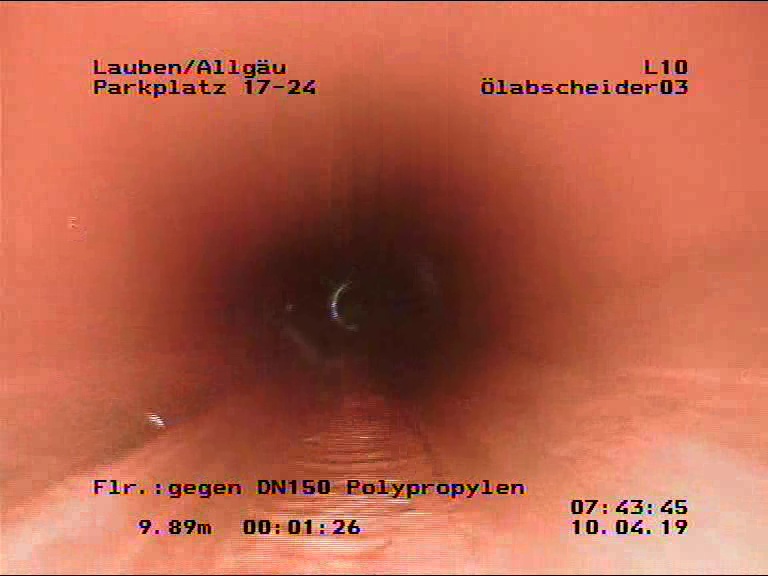 Lauben/Allgäu L10
Parkplatz 17-24 Ölabscheider03
Flr.:gegen DN150 Polypropylen
07:43:45
9.89m 00:01:26 10.04.19